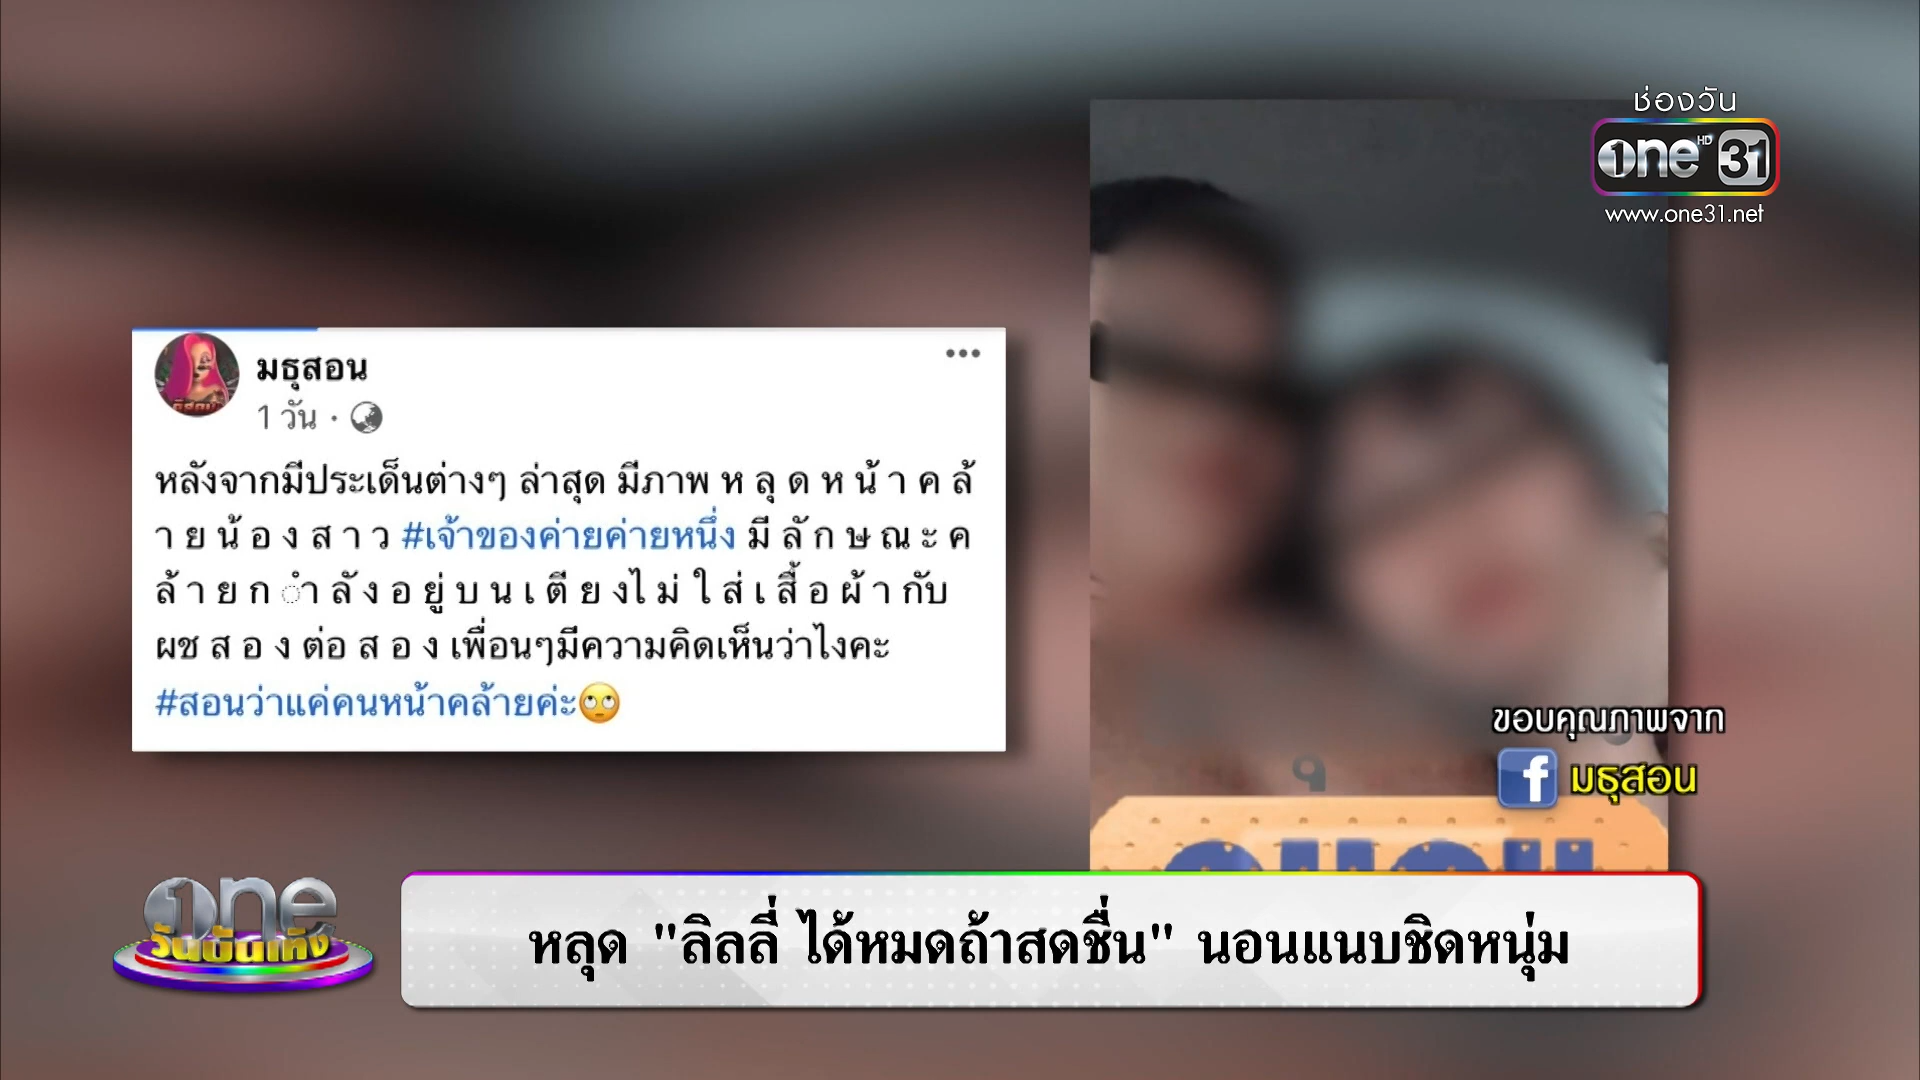 ช่องวัน
one HD 31
www.one31.net
มธุสอน
1 วัน ·
หลังจากมีประเด็นต่างๆ ล่าสุด มีภาพ ห ลุ ด ห น้ า ค ล้
า ย น้ อ ง ส า ว #เจ้าของค่ายค่ายหนึ่ง มี ลั ก ษ ณ ะ ค
ล้ า ย ก ำ ลั ง อ ยู่ บ น เ ตี ย งไ ม่ ใ ส่ เ สื้ อ ผ้ า กับ
ผช ส อ ง ต่อ ส อ ง เพื่อนๆมีความคิดเห็นว่าไงคะ
#สอนว่าแค่คนหน้าคล้ายค่ะ🙄
ขอบคุณภาพจาก
f มธุสอน
one
วันบันเทิง
หลุด "ลิลลี่ ได้หมดถ้าสดชื่น" นอนแนบชิดหนุ่ม